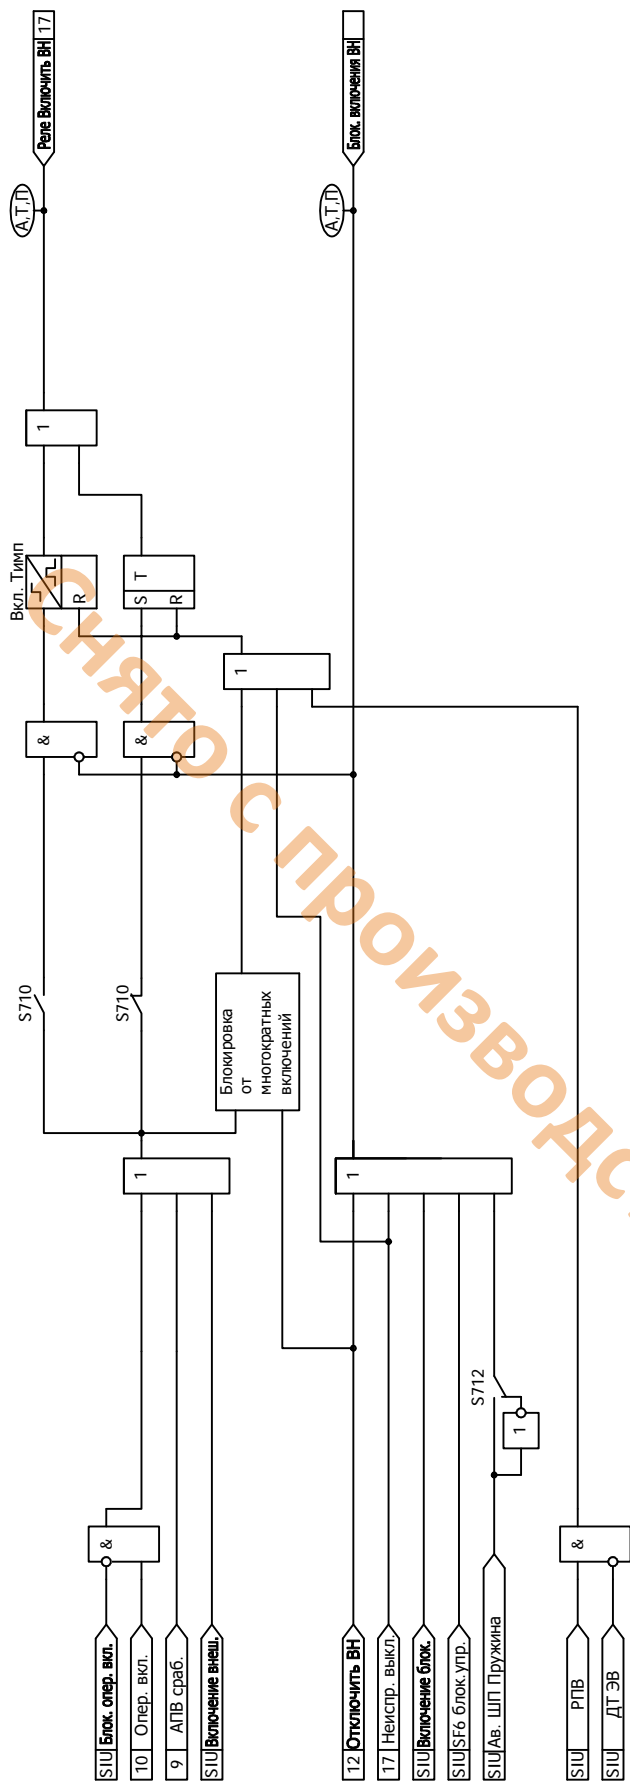 Реле Включить ВН 17
Блок. включения ВН
А,Т,П
А,Т,П
1
Вкл. Тимп
R
S T
R
1
&
&
S710
S710
Блокировка
от
многократных
включений
1
1
S712
1
&
&
SIU Блок. опер. вкл.
10 Опер. вкл.
9 АПВ сраб.
SIU Включение внеш.
12 Отключить ВН
17 Неиспр. выкл.
SIU Включение блок.
SIU SF6 блок.упр.
SIU Ав. ШП Пружина
SIU РПВ
SIU ДТ ЭВ
Снято с производс